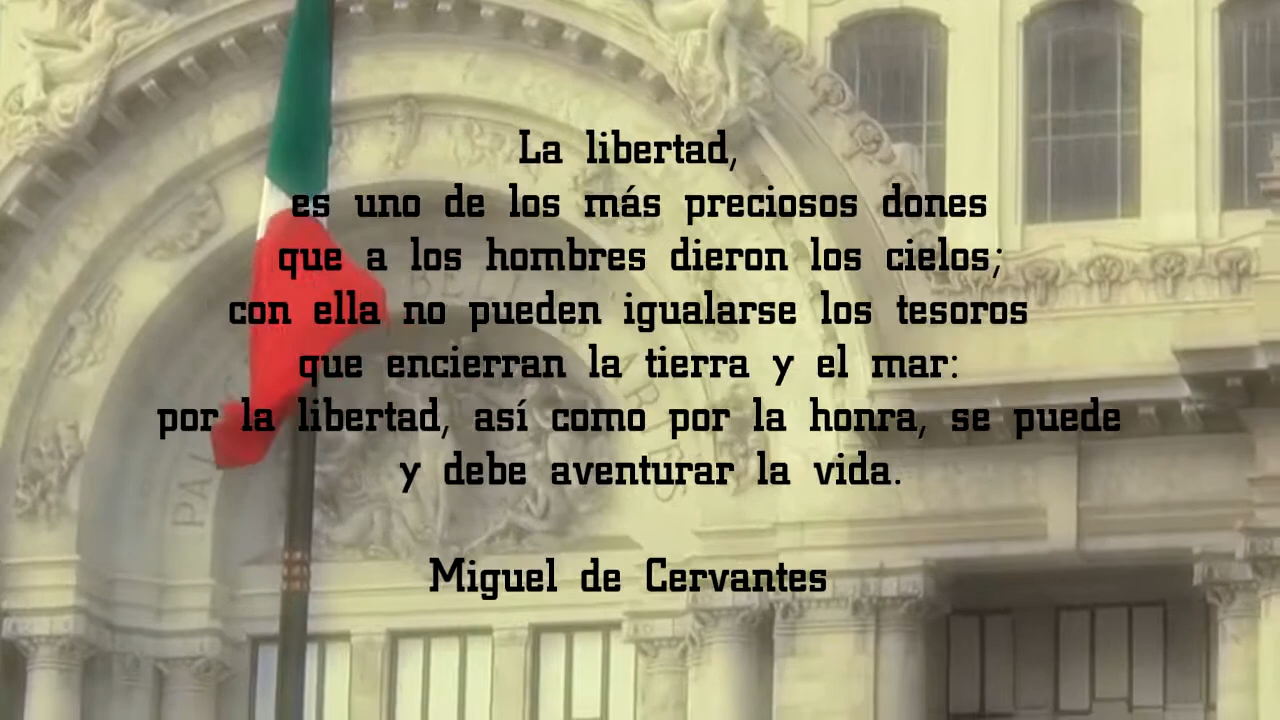 La libertad,
es uno de los más preciosos dones
que a los hombres dieron los cielos;
con ella no pueden igualarse los tesoros
que encierran la tierra y el mar:
por la libertad, así como por la honra, se puede
y debe aventurar la vida.
Miguel de Cervantes